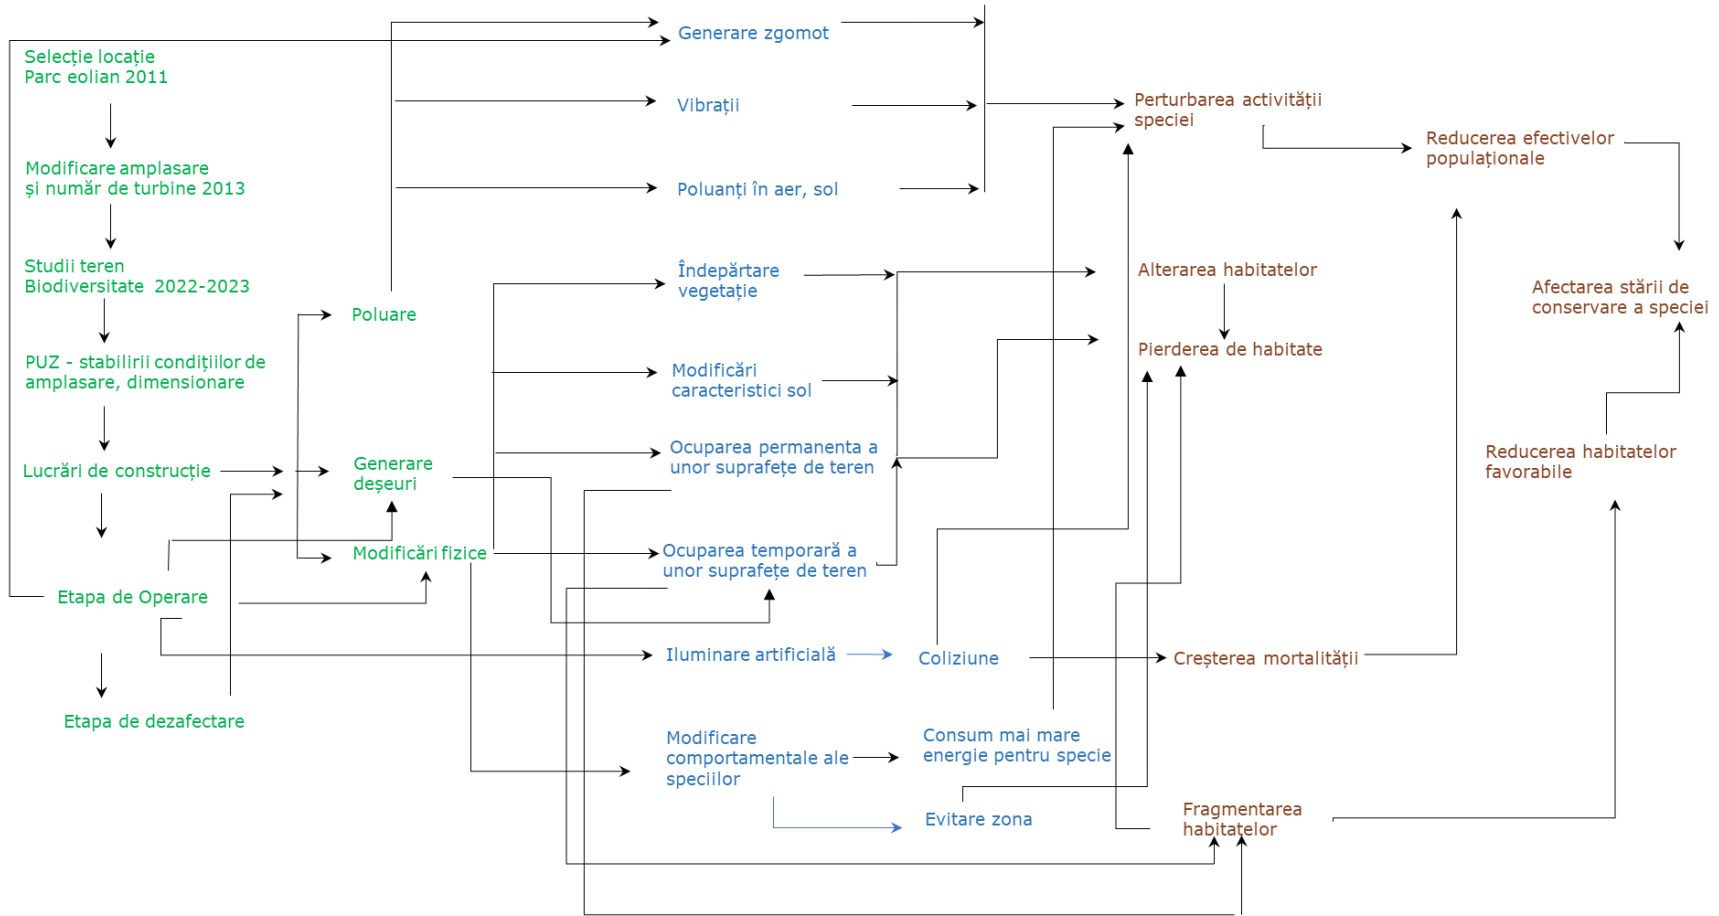 Selecție locație
Parc eolian 2011
Modificare amplasare
și număr de turbine 2013
Studii teren
Biodiversitate 2022-2023
PUZ - stabilirii condițiilor de
amplasare, dimensionare
Lucrări de construcție
Etapa de Operare
Etapa de dezafectare
Poluare
Generare
deșeuri
Modificări fizice
Generare zgomot
Vibrații
Poluanți în aer, sol
Îndepărtare
vegetație
Modificări
caracteristici sol
Ocuparea permanenta a
unor suprafețe de teren
Ocuparea temporară a
unor suprafețe de teren
Iluminare artificială
Coliziune
Modificare
comportamentale ale
speciilor
Consum mai mare
energie pentru specie
Evitare zona
Perturbarea activității
speciei
Alterarea habitatelor
Pierderea de habitate
Creșterea mortalității
Fragmentarea
habitatelor
Reducerea efectivelor
populaționale
Afectarea stării de
conservare a speciei
Reducerea habitatelor
favorabile